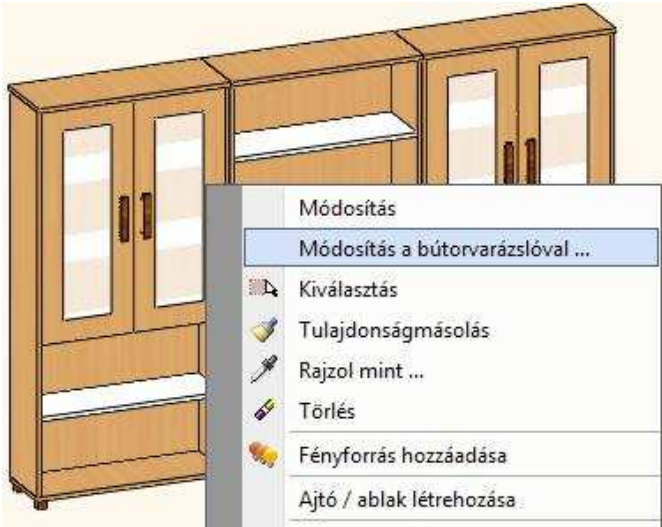 Módosítás
Módosítás a bútorvarázslóval ...
Kiválasztás
Tulajdonságmásolás
Rajzol mint ...
Törlés
Fényforrás hozzáadása
Ajtó / ablak létrehozása